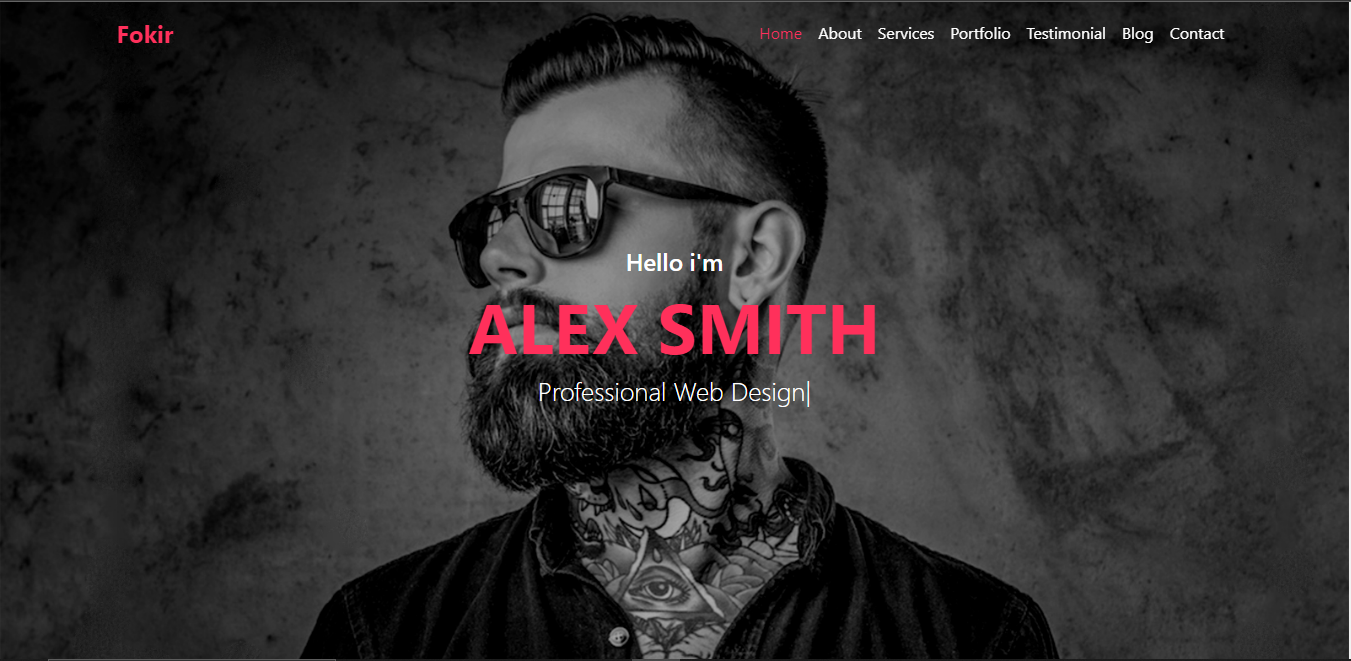 Fokir
Home About Services Portfolio Testimonial Blog Contact
Hello i'm
ALEX SMITH
Professional Web Design|